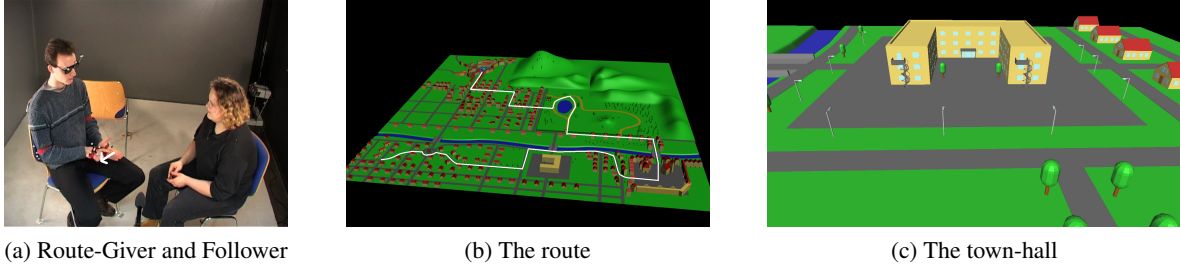 (a) Route-Giver and Follower
(b) The route
(c) The town-hall